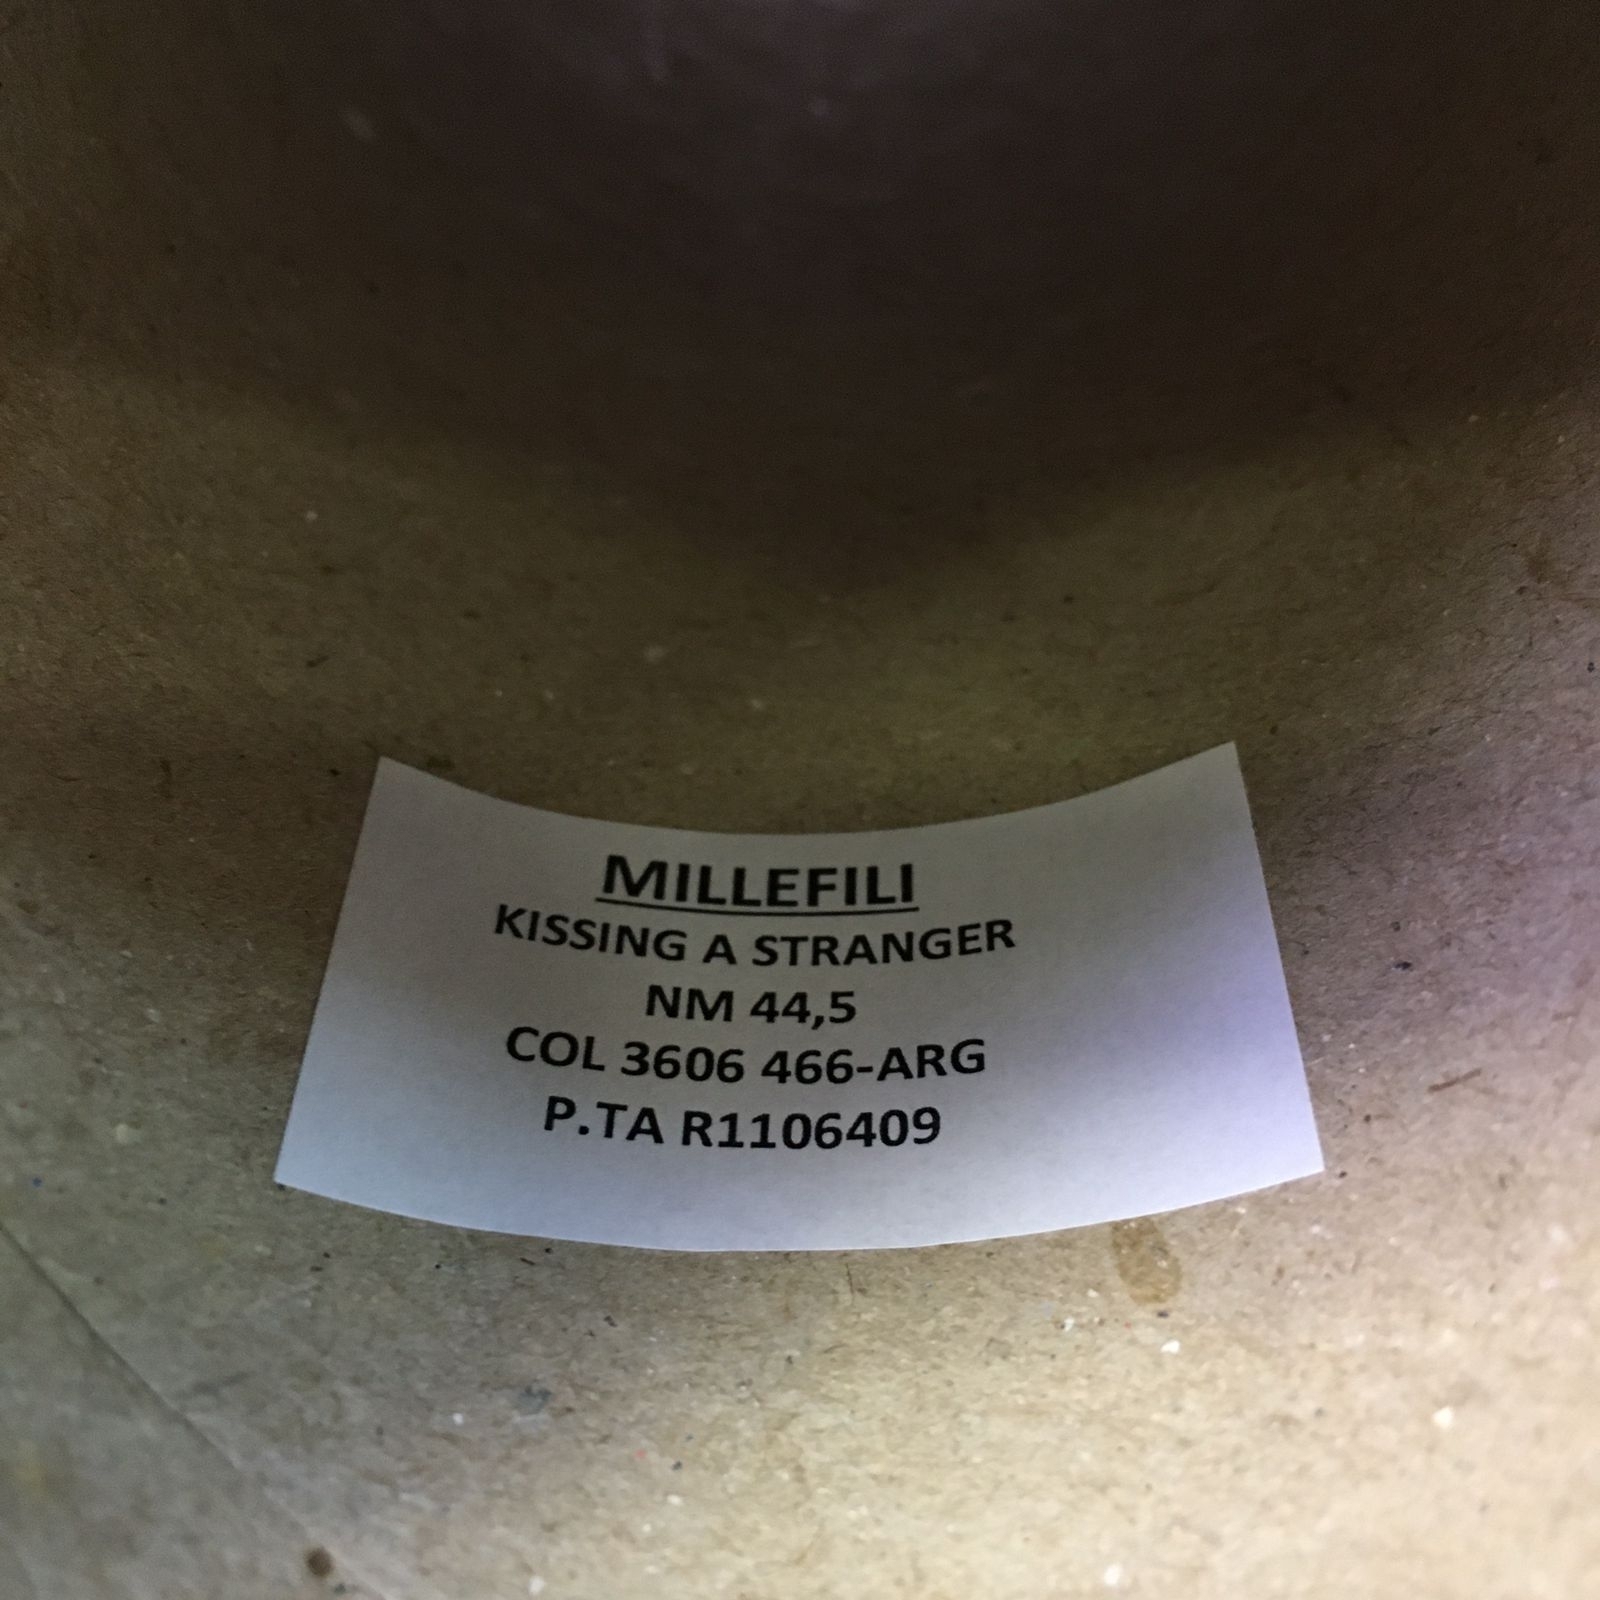 MILLEFILI
KISSING A STRANGER
NM 44,5
COL 3606 466-ARG
P.TA R1106409